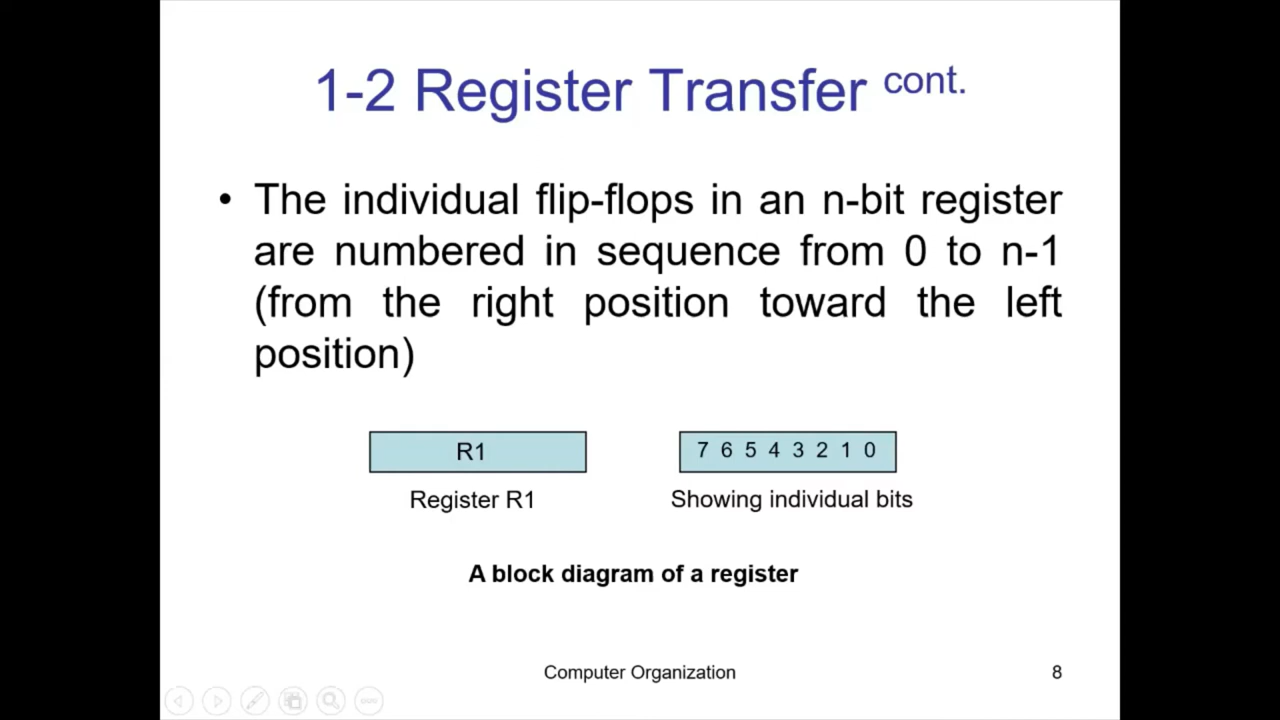 1-2 Register Transfer cont.
• The individual flip-flops in an n-bit register
are numbered in sequence from 0 to n-1
(from the right position toward the left
position)
R1
7 6 5 4 3 2 1 0
Register R1
Showing individual bits
A block diagram of a register
Computer Organization
8